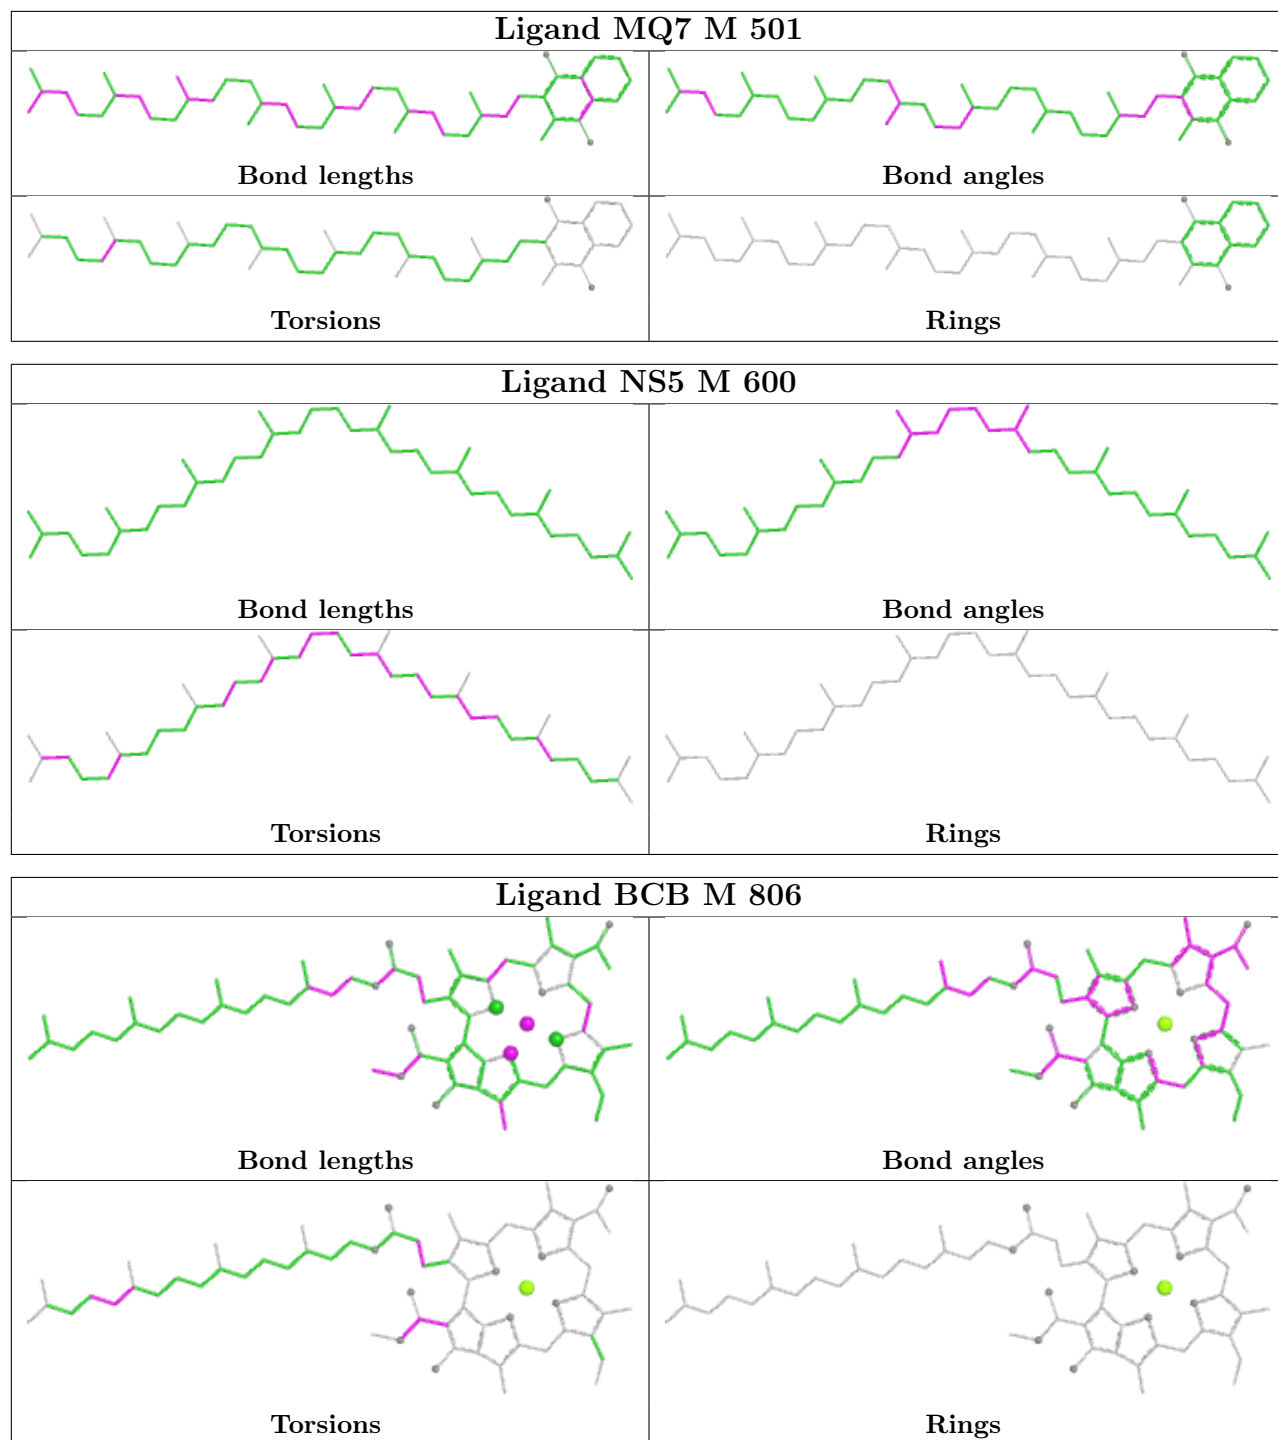 Ligand MQ7 M 501
Bond lengths
Bond angles
Torsions
Rings
Ligand NS5 M 600
Bond lengths
Bond angles
Torsions
Rings
Ligand BCB M 806
Bond lengths
Bond angles
Torsions
Rings